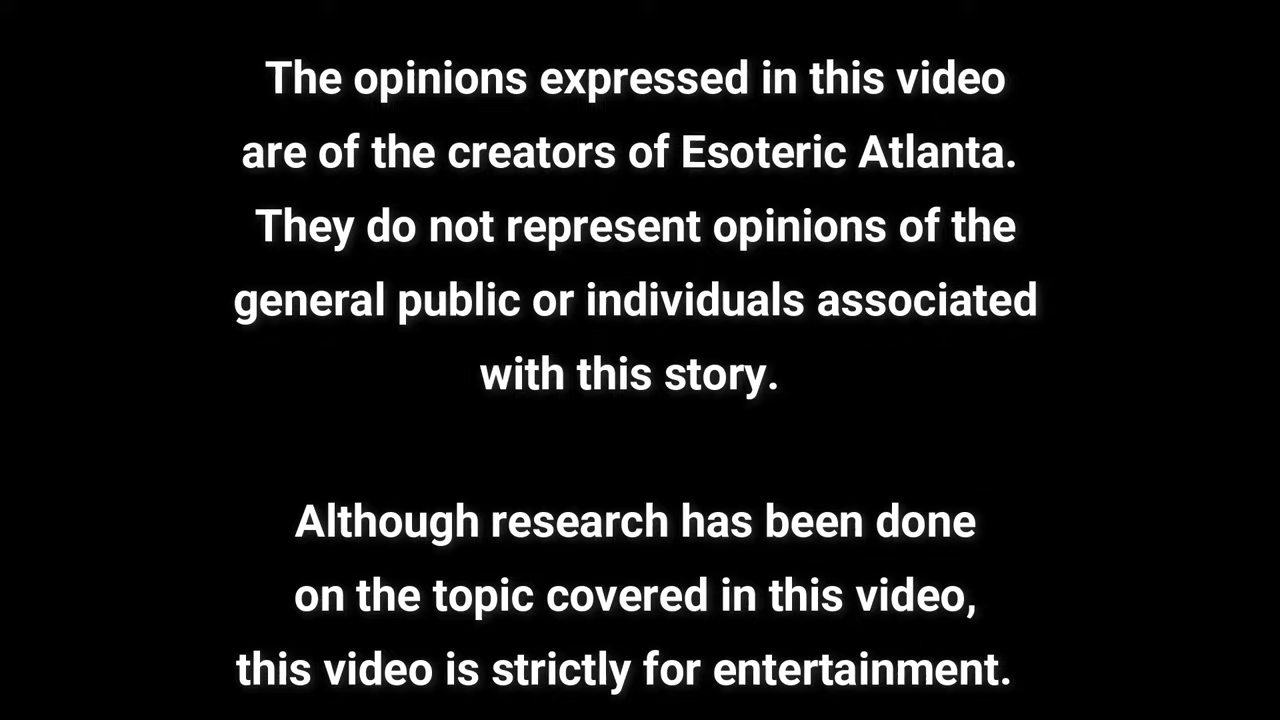 The opinions expressed in this video
are of the creators of Esoteric Atlanta.
They do not represent opinions of the
general public or individuals associated
with this story.
Although research has been done
on the topic covered in this video,
this video is strictly for entertainment.